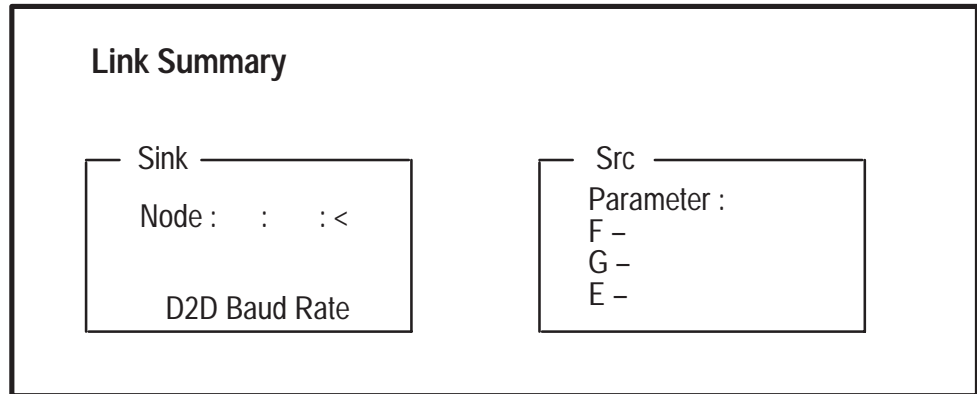 Link Summary
Sink
Node : : : <
D2D Baud Rate
Src
Parameter :
F –
G –
E –